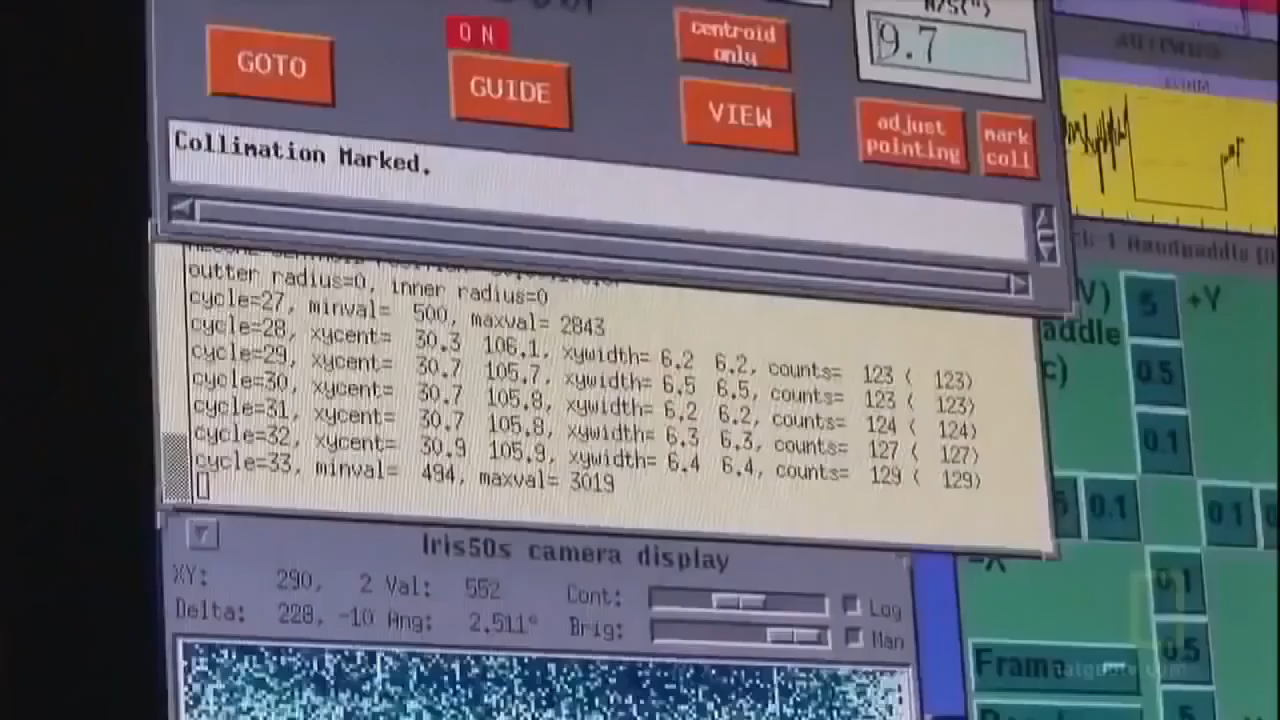 ON
centroid
only
9.7
GOTO
GUIDE
VIEW
adjust
pointing
mark
coll
Collimation Marked.
outter radius=0, inner radius=0
cycle=27, minval= 500, maxval= 2843
cycle=28, xycent= 30.3 106.1, xywidth= 6.2 6.2, counts= 123 ( 123)
cycle=29, xycent= 30.7 105.7, xywidth= 6.5 6.5, counts= 123 ( 123)
cycle=30, xycent= 30.7 105.8, xywidth= 6.2 6.2, counts= 124 ( 124)
cycle=31, xycent= 30.7 105.8, xywidth= 6.3 6.3, counts= 127 ( 127)
cycle=32, xycent= 30.9 105.9, xywidth= 6.4 6.4, counts= 129 ( 129)
cycle=33, minval= 494, maxval= 3019
Iris50s camera display
XY: 290, 2 Val: 552 Cont: Log
Delta: 228, -10 Ang: 2.511° Brig: Man
5 +Y
0.5
0.1
0.1 0.1
0.1
0.5